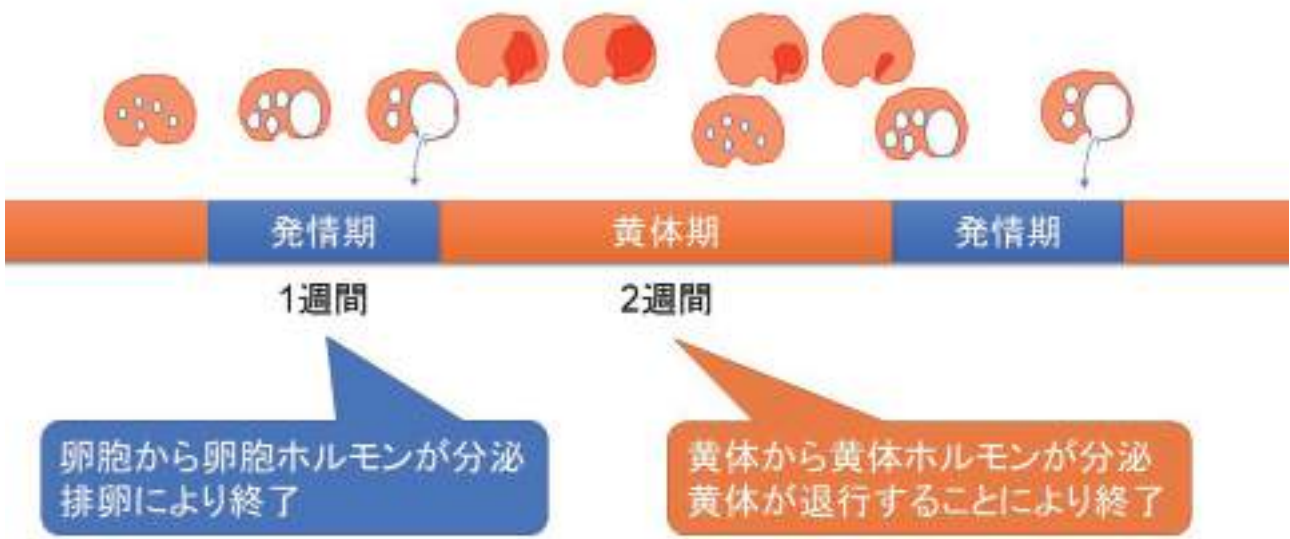 発情期
黄体期
発情期
1週間
2週間
卵胞から卵胞ホルモンが分泌
排卵により終了
黄体から黄体ホルモンが分泌
黄体が退行することにより終了